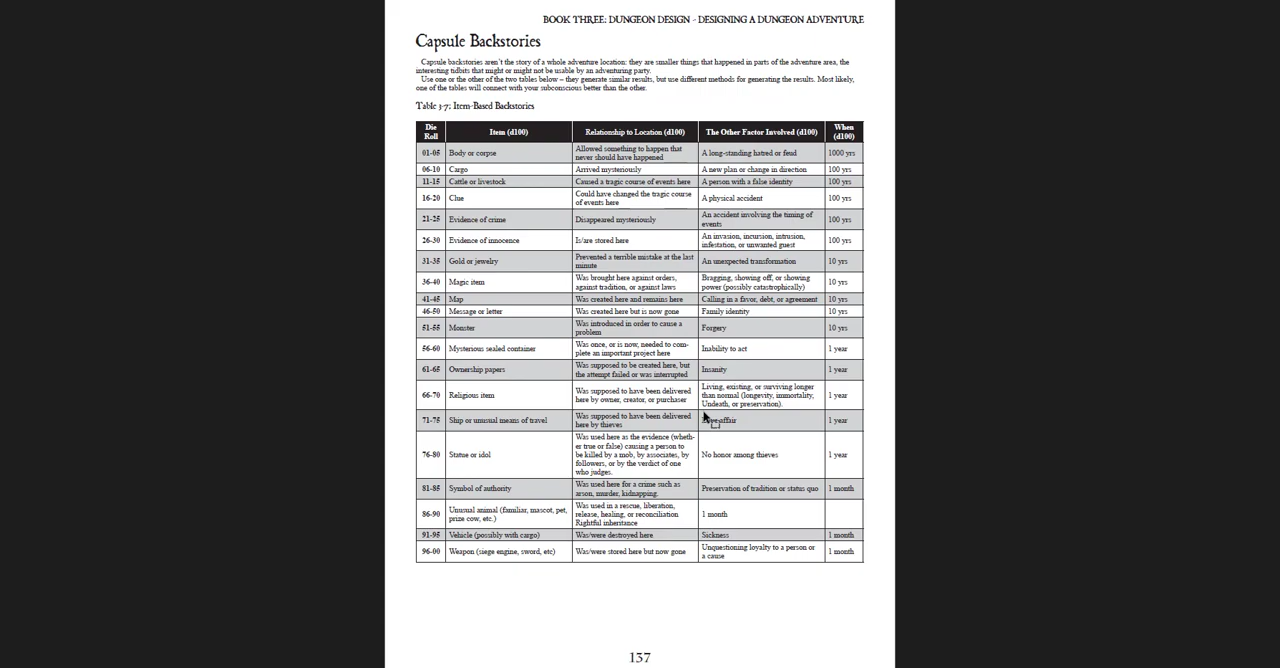 BOOK THREE: DUNGEON DESIGN - DESIGNING A DUNGEON ADVENTURE
Capsule Backstories
Capsule backstories aren't the story of a whole adventure location: they are smaller things that happened in parts of the adventure area, the
interesting tidbits that might or might not be usable by an adventuring party.
Use one or the other of the two tables below – they generate similar results, but use different methods for generating the results. Most likely,
one of the tables will connect with your subconscious better than the other.
Table 3-7: Item-Based Backstories
Die Roll | Item (d100) | Relationship to Location (d100) | The Other Factor Involved (d100) | When (d100)
01-05 | Body or corpse | Allowed something to happen that never should have happened | A long-standing hatred or feud | 1000 yrs
06-10 | Cargo | Arrived mysteriously | A new plan or change in direction | 100 yrs
11-15 | Cattle or livestock | Caused a tragic course of events here | A person with a false identity | 100 yrs
16-20 | Clue | Could have changed the tragic course of events here | A physical accident | 100 yrs
21-25 | Evidence of crime | Disappeared mysteriously | An accident involving the timing of events | 100 yrs
26-30 | Evidence of innocence | Is/are stored here | An invasion, incursion, intrusion, infestation, or unwanted guest | 100 yrs
31-35 | Gold or jewelry | Prevented a terrible mistake at the last minute | An unexpected transformation | 10 yrs
36-40 | Magic item | Was brought here against orders, against tradition, or against laws | Bragging, showing off, or showing power (possibly catastrophically) | 10 yrs
41-45 | Map | Was created here and remains here | Calling in a favor, debt, or agreement | 10 yrs
46-50 | Message or letter | Was created here but is now gone | Family identity | 10 yrs
51-55 | Monster | Was introduced in order to cause a problem | Forgery | 10 yrs
56-60 | Mysterious sealed container | Was once, or is now, needed to com- plete an important project here | Inability to act | 1 year
61-65 | Ownership papers | Was supposed to be created here, but the attempt failed or was interrupted | Insanity | 1 year
66-70 | Religious item | Was supposed to have been delivered here by owner, creator, or purchaser | Living, existing, or surviving longer than normal (longevity, immortality, Undeath, or preservation). | 1 year
71-75 | Ship or unusual means of travel | Was supposed to have been delivered here by thieves | affair | 1 year
76-80 | Statue or idol | Was used here as the evidence (wheth- er true or false) causing a person to be killed by a mob, by associates, by followers, or by the verdict of one who judges. | No honor among thieves | 1 year
81-85 | Symbol of authority | Was used here for a crime such as arson, murder, kidnapping. | Preservation of tradition or status quo | 1 month
86-90 | Unusual animal (familiar, mascot, pet, prize cow, etc.) | Was used in a rescue, liberation, release, healing, or reconciliation Rightful inheritance | 1 month
91-95 | Vehicle (possibly with cargo) | Was/were destroyed here | Sickness | 1 month
96-00 | Weapon (siege engine, sword, etc) | Was/were stored here but now gone | Unquestioning loyalty to a person or a cause | 1 month
137